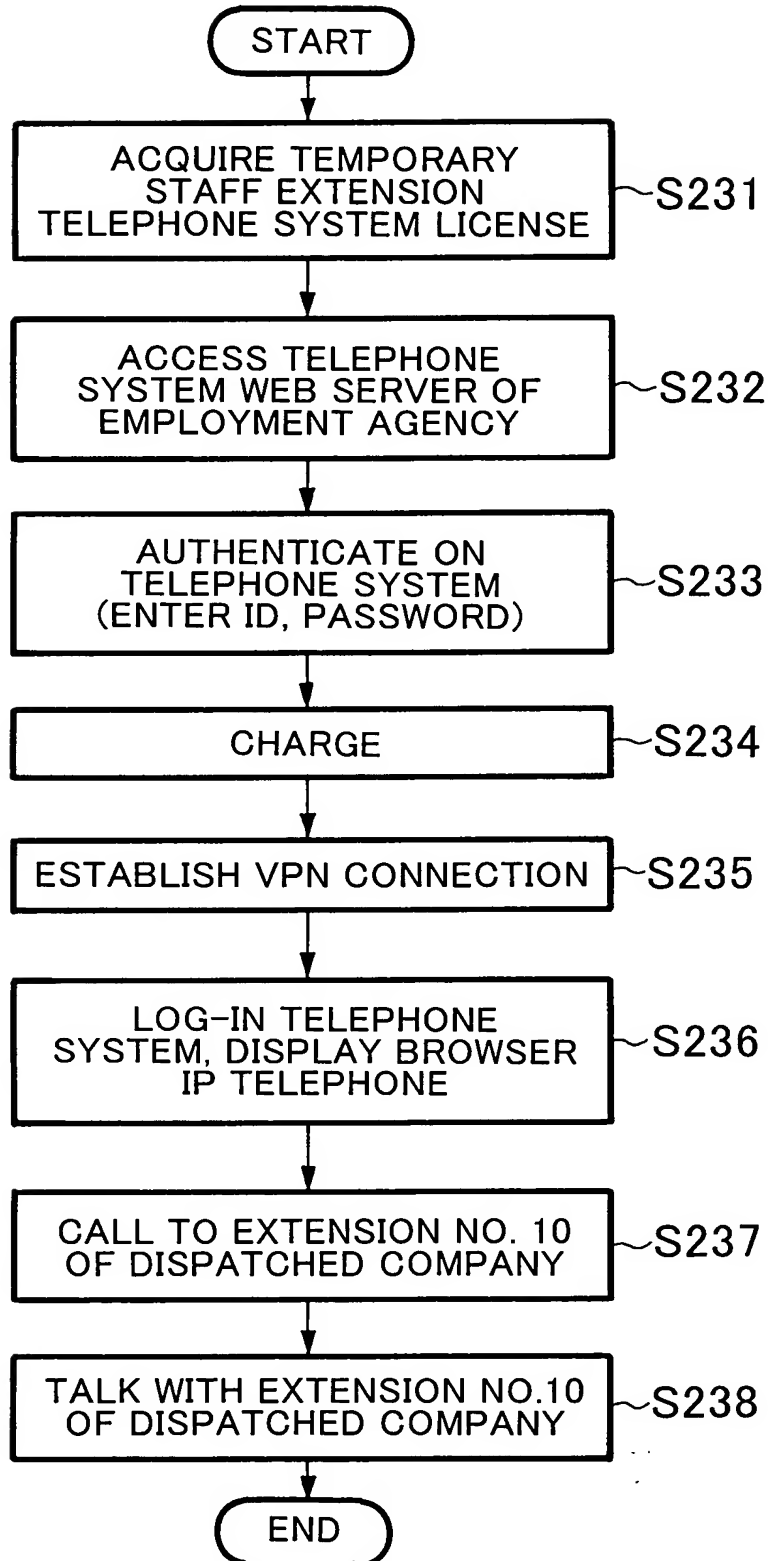 START
ACQUIRE TEMPORARY
STAFF EXTENSION
TELEPHONE SYSTEM LICENSE
S231
ACCESS TELEPHONE
SYSTEM WEB SERVER OF
EMPLOYMENT AGENCY
S232
AUTHENTICATE ON
TELEPHONE SYSTEM
(ENTER ID, PASSWORD)
S233
CHARGE
S234
ESTABLISH VPN CONNECTION
S235
LOG-IN TELEPHONE
SYSTEM, DISPLAY BROWSER
IP TELEPHONE
S236
CALL TO EXTENSION NO. 10
OF DISPATCHED COMPANY
S237
TALK WITH EXTENSION NO.10
OF DISPATCHED COMPANY
S238
END